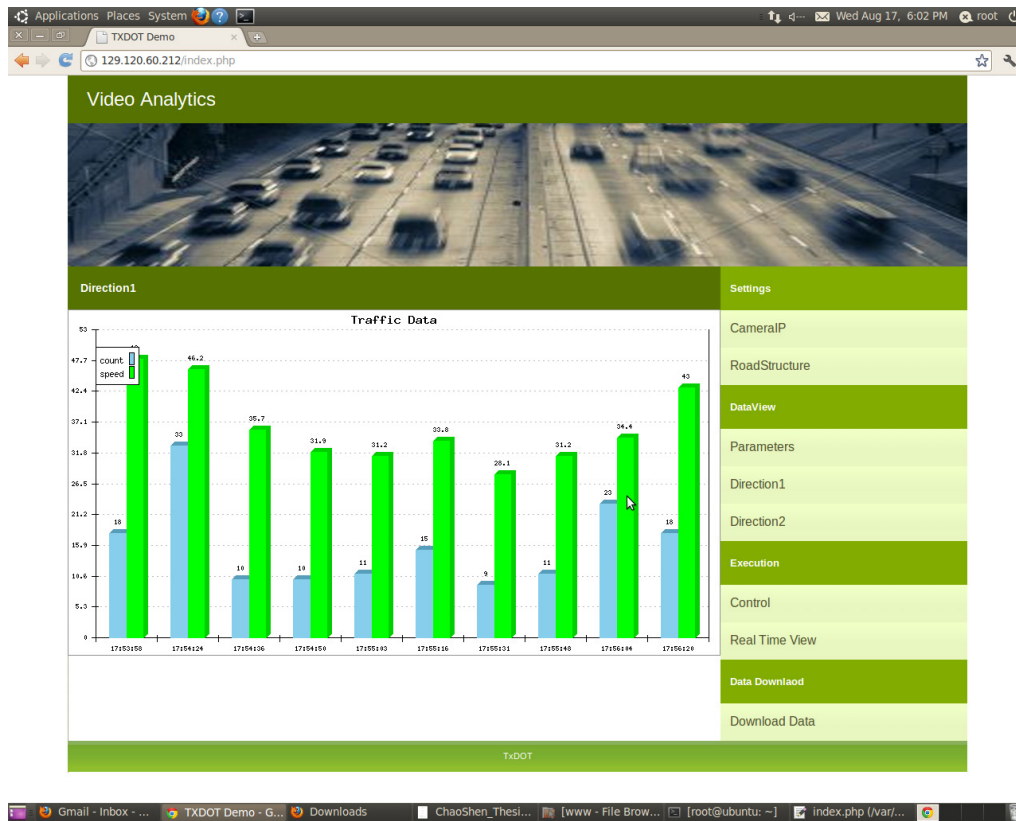 Applications Places System
Wed Aug 17, 6:02 PM root
TXDOT Demo
129.120.60.212/index.php
Video Analytics
Direction1
Traffic Data
53
47.7
42.4
37.1
31.8
26.5
21.2
15.9
10.6
5.3
0
count
speed
18
33
46.2
10
35.7
10
31.9
11
31.2
15
33.8
9
28.1
11
31.2
23
34.4
18
43
17:53:58 17:54:24 17:54:36 17:54:50 17:55:03 17:55:16 17:55:31 17:55:48 17:56:04 17:56:20
Settings
CameraIP
RoadStructure
DataView
Parameters
Direction1
Direction2
Execution
Control
Real Time View
Data Downlaod
Download Data
TxDOT
Gmail - Inbox - ... TXDOT Demo - G... Downloads ChaoShen_Thesi... [www - File Brow... [root@ubuntu: ~] index.php (/var/...